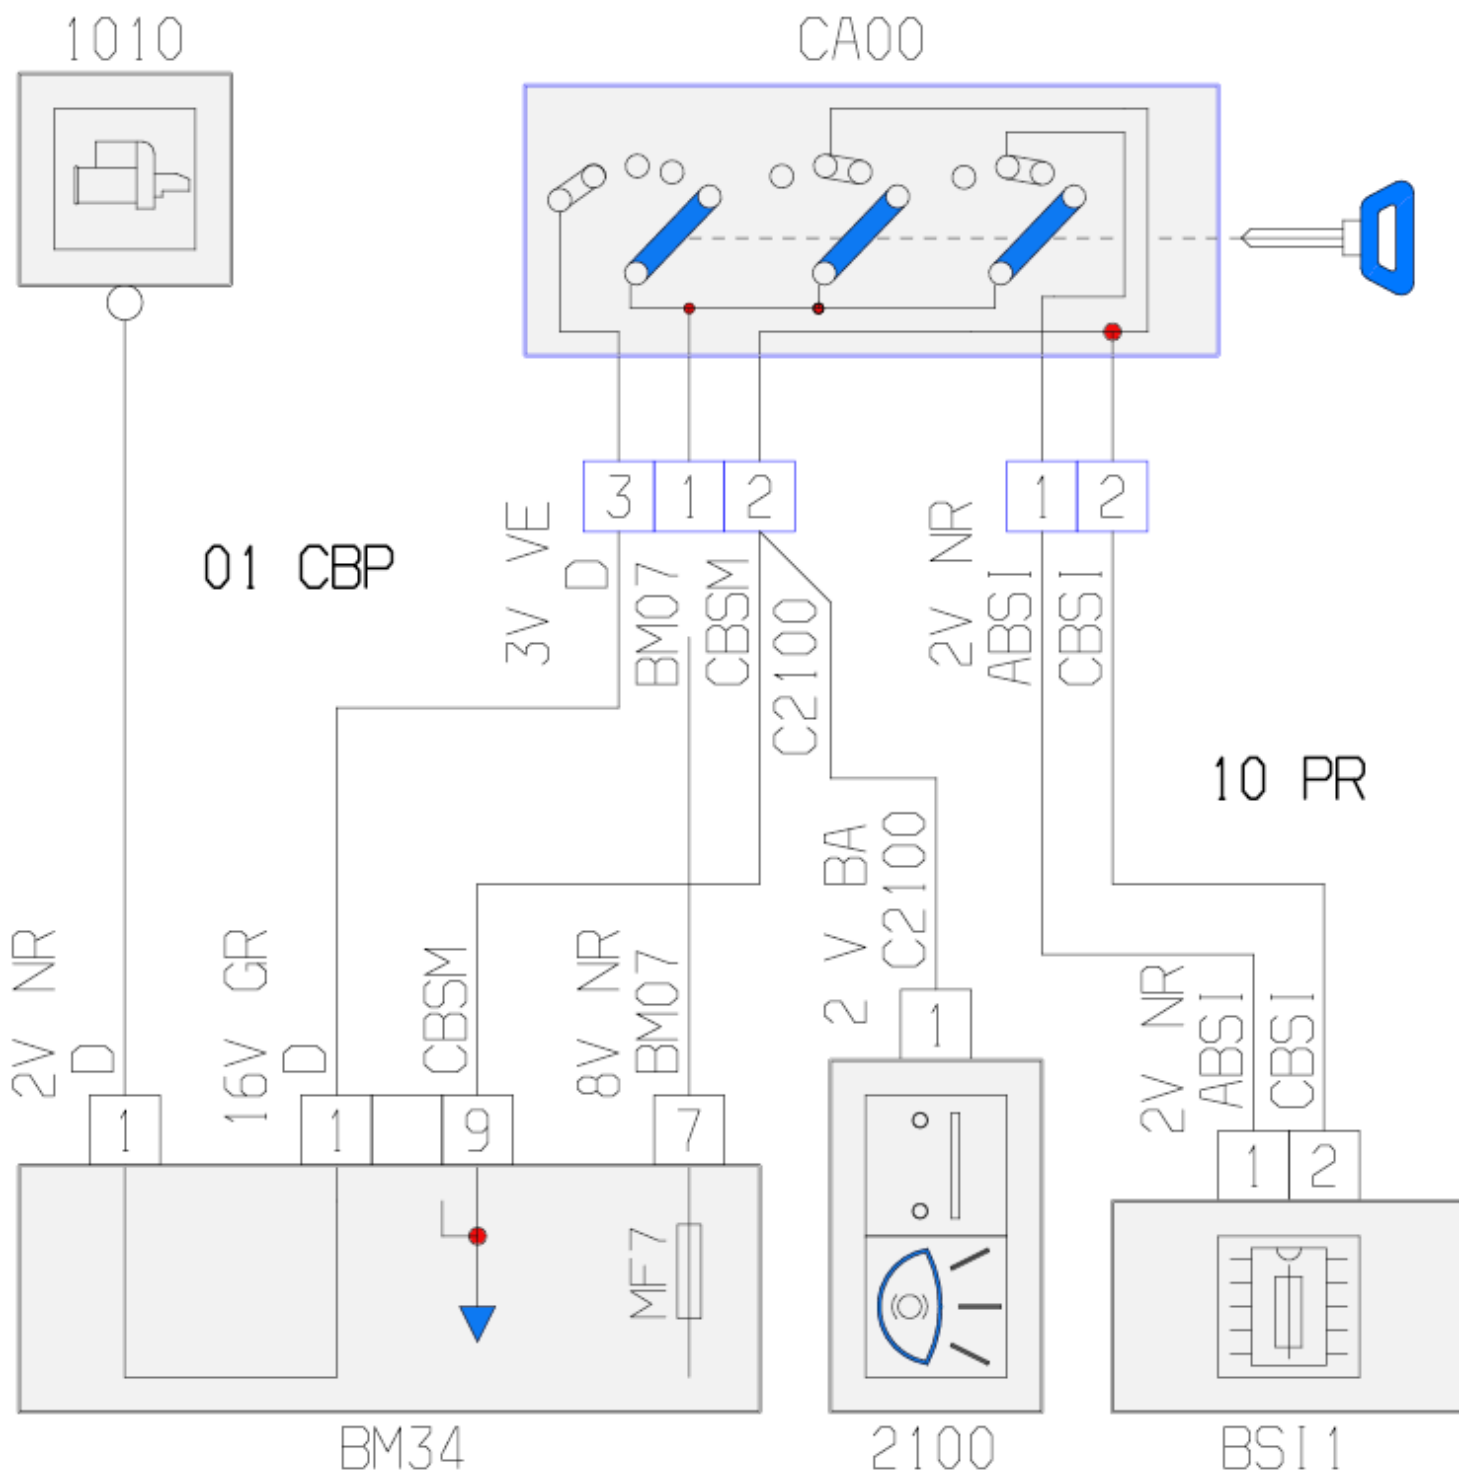 1010
CA00
3 1 2
1 2
3V VE
D
BM07
CBSM
C2100
2V NR
ABSI
CBSI
01 CBP
10 PR
2V NR
D
16V GR
D
CBSM
8V NR
BM07
2 V BA
C2100
2V NR
ABSI
CBSI
1
1 9
7
1
1 2
MF7
BM34
2100
BSI1